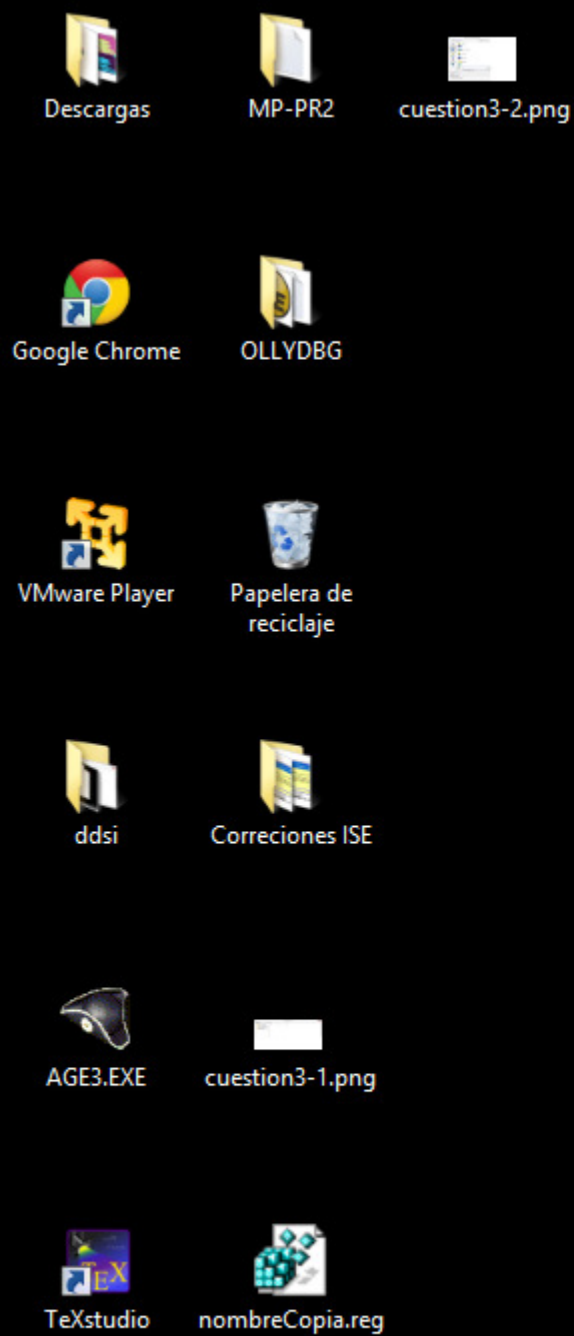 Descargas
MP-PR2
cuestion3-2.png
Google Chrome
OLLYDBG
VMware Player
Papelera de
reciclaje
ddsi
Correciones ISE
AGE3.EXE
cuestion3-1.png
TeXstudio
nombreCopia.reg